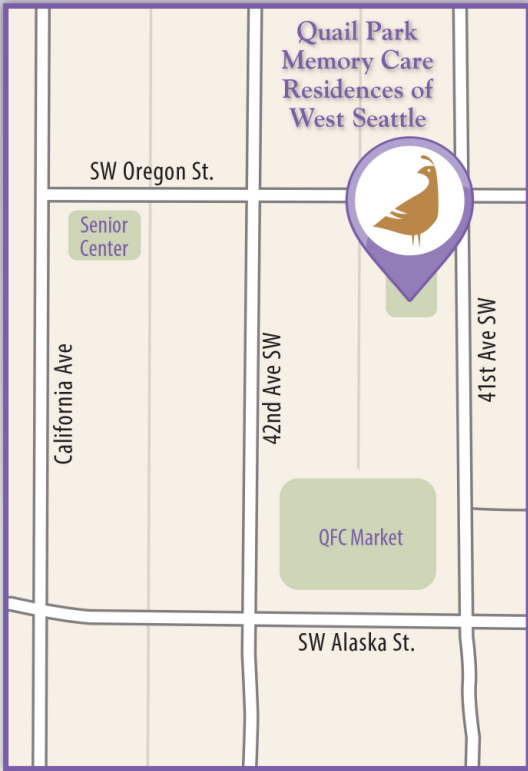 Quail Park
Memory Care
Residences of
West Seattle
SW Oregon St.
Senior
Center
California Ave
42nd Ave SW
41st Ave SW
QFC Market
SW Alaska St.